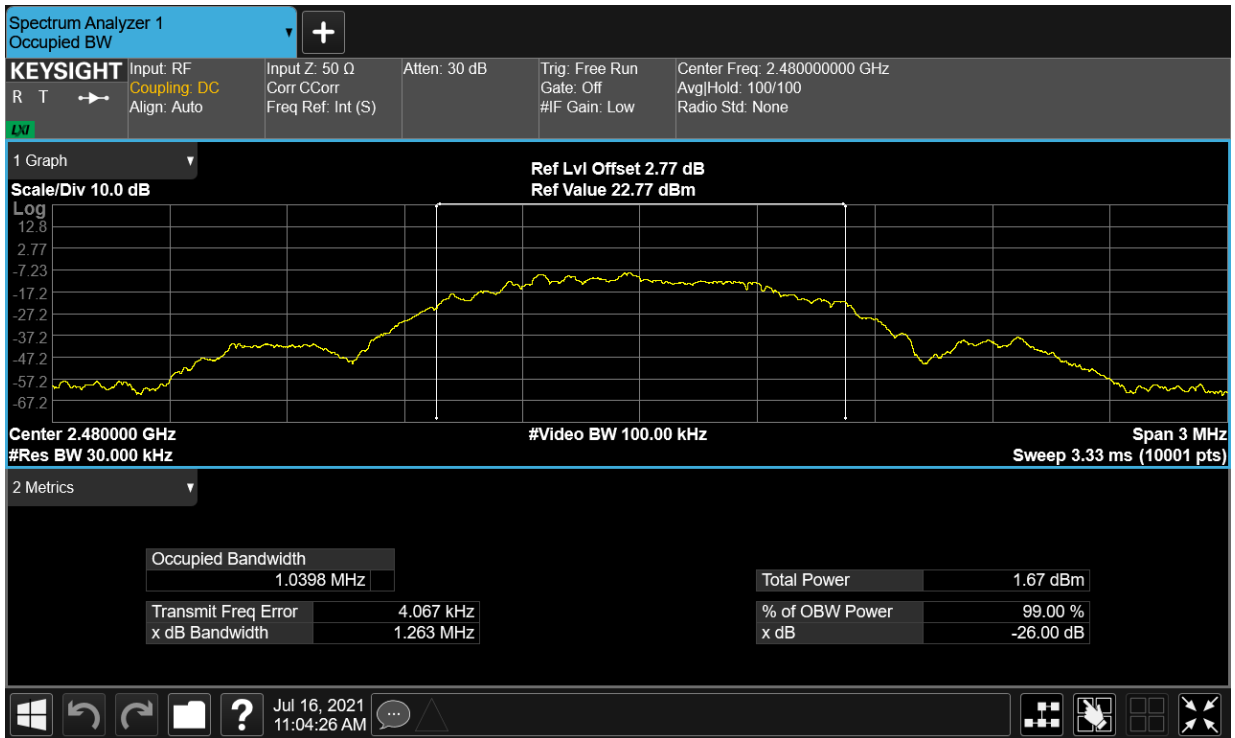 Spectrum Analyzer 1
Occupied BW
KEYSIGHT
R T
LXI
Input: RF
Coupling: DC
Align: Auto
Input Z: 50 Ω
Corr CCorr
Freq Ref: Int (S)
Atten: 30 dB
Trig: Free Run
Gate: Off
#IF Gain: Low
Center Freq: 2.480000000 GHz
Avg|Hold: 100/100
Radio Std: None
1 Graph
Ref Lvl Offset 2.77 dB
Scale/Div 10.0 dB
Ref Value 22.77 dBm
Log
12.8
2.77
-7.23
-17.2
-27.2
-37.2
-47.2
-57.2
-67.2
Center 2.480000 GHz
#Video BW 100.00 kHz
Span 3 MHz
#Res BW 30.000 kHz
Sweep 3.33 ms (10001 pts)
2 Metrics
Occupied Bandwidth
1.0398 MHz
Total Power 1.67 dBm
Transmit Freq Error 4.067 kHz
% of OBW Power 99.00 %
x dB Bandwidth 1.263 MHz
x dB -26.00 dB
?
Jul 16, 2021
11:04:26 AM